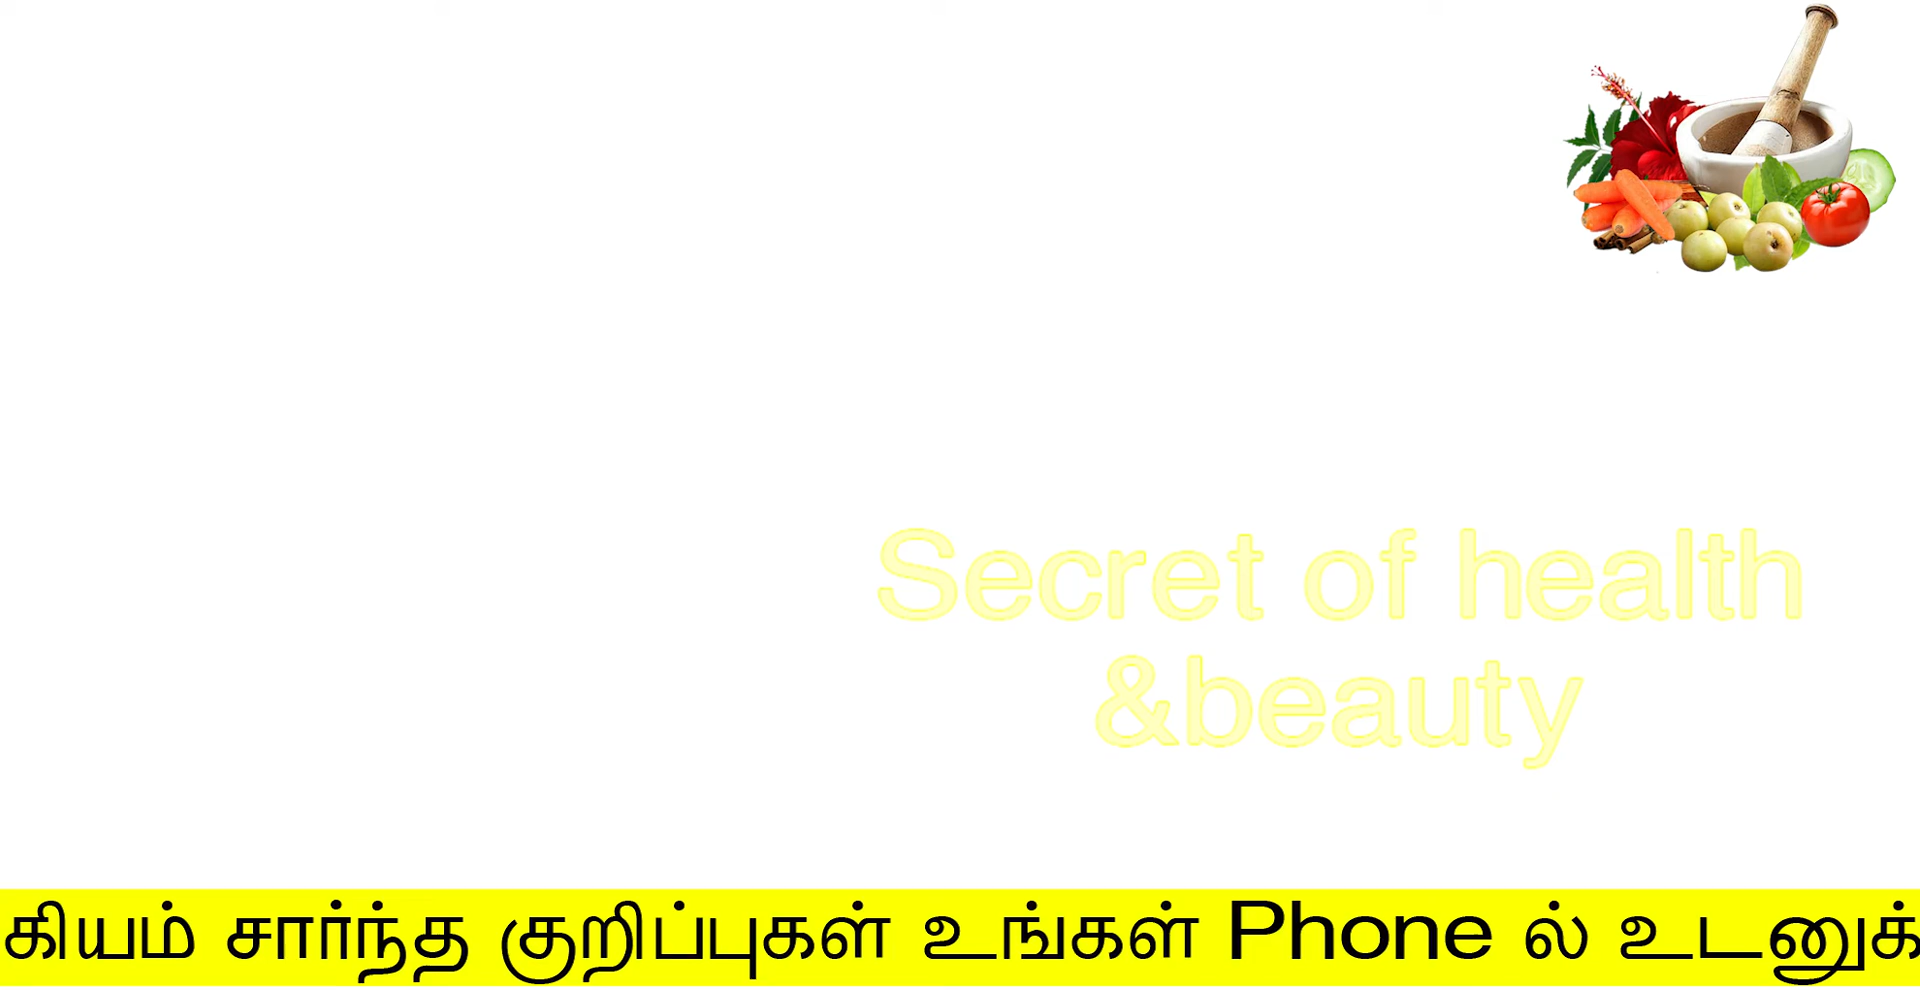 Secret of health
&beauty
கியம் சார்ந்த குறிப்புகள் உங்கள் Phone ல் உடனுக்